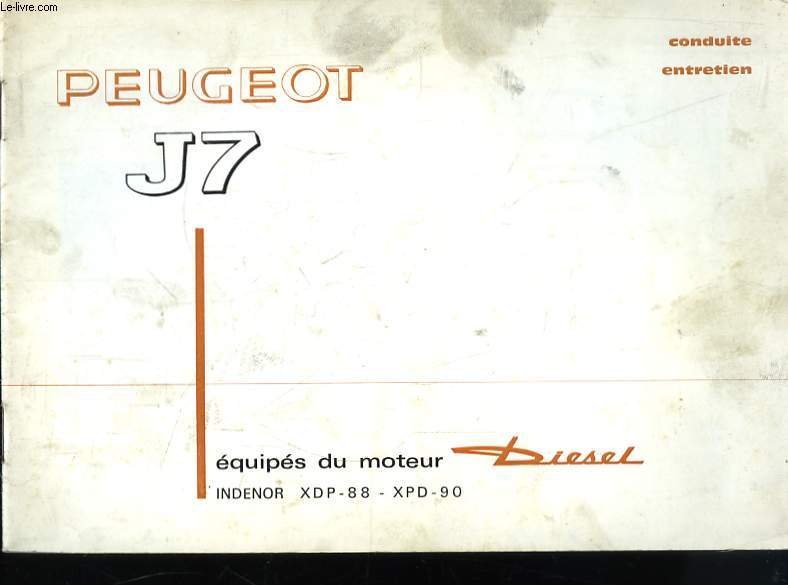 Le-livre.com
conduite
entretien
PEUGEOT
J7
équipés du moteur Diesel
INDENOR XDP-88 - XPD-90